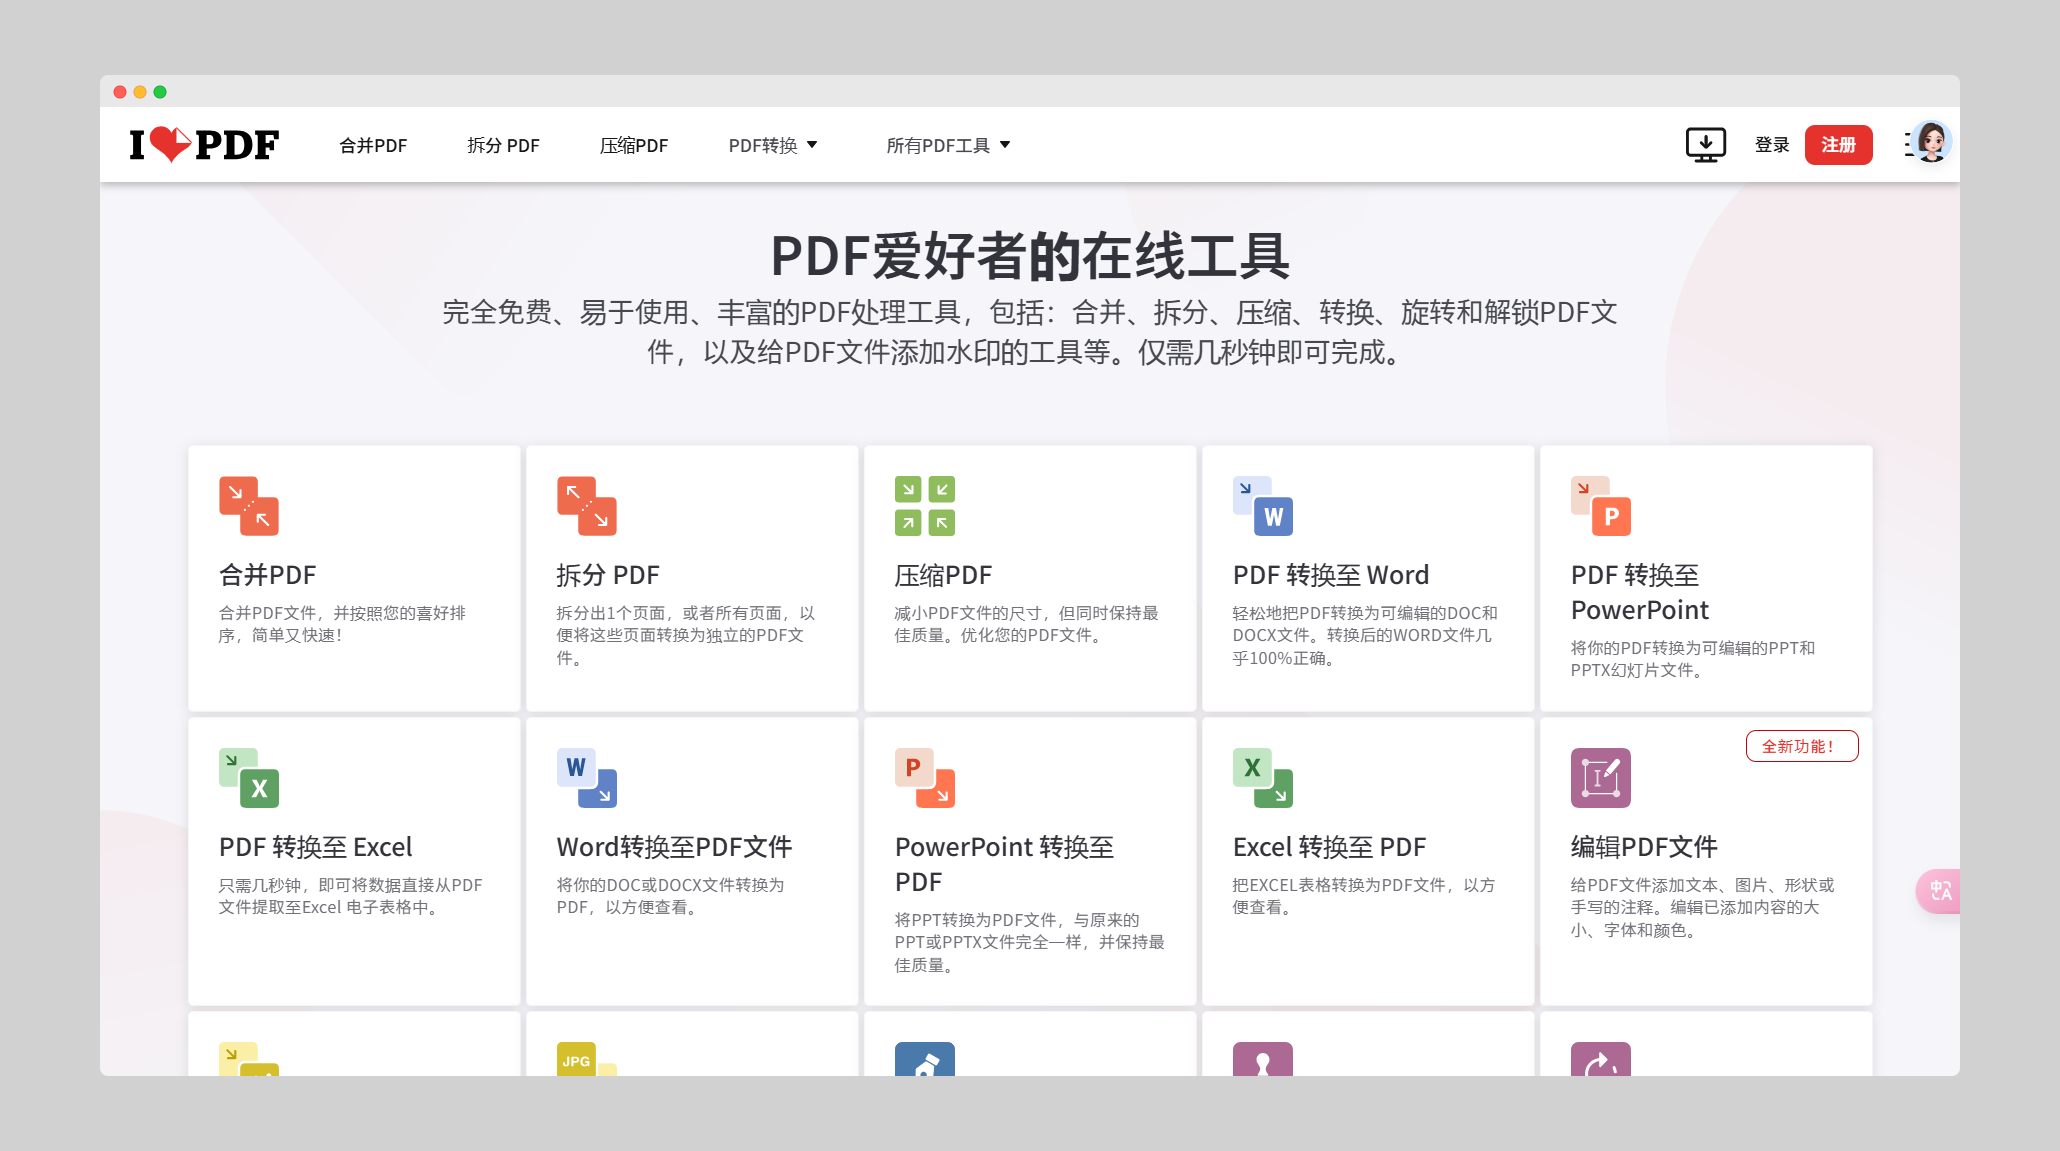 I PDF
合并PDF
拆分 PDF
压缩PDF
PDF转换
所有PDF工具
登录
注册
PDF爱好者的在线工具
完全免费、易于使用、丰富的PDF处理工具，包括：合并、拆分、压缩、转换、旋转和解锁PDF文
件，以及给PDF文件添加水印的工具等。仅需几秒钟即可完成。
合并PDF
合并PDF文件，并按照您的喜好排
序，简单又快速！
拆分 PDF
拆分出1个页面，或者所有页面，以
便将这些页面转换为独立的PDF文
件。
压缩PDF
减小PDF文件的尺寸，但同时保持最
佳质量。优化您的PDF文件。
W
PDF 转换至 Word
轻松地把PDF转换为可编辑的DOC和
DOCX文件。转换后的WORD文件几
乎100%正确。
P
PDF 转换至
PowerPoint
将你的PDF转换为可编辑的PPT和
PPTX幻灯片文件。
X
PDF 转换至 Excel
只需几秒钟，即可将数据直接从PDF
文件提取至Excel 电子表格中。
W
Word转换至PDF文件
将你的DOC或DOCX文件转换为
PDF，以方便查看。
P
PowerPoint 转换至
PDF
将PPT转换为PDF文件，与原来的
PPT或PPTX文件完全一样，并保持最
佳质量。
X
Excel 转换至 PDF
把EXCEL表格转换为PDF文件，以方
便查看。
全新功能！
编辑PDF文件
给PDF文件添加文本、图片、形状或
手写的注释。编辑已添加内容的大
小、字体和颜色。
中A
JPG